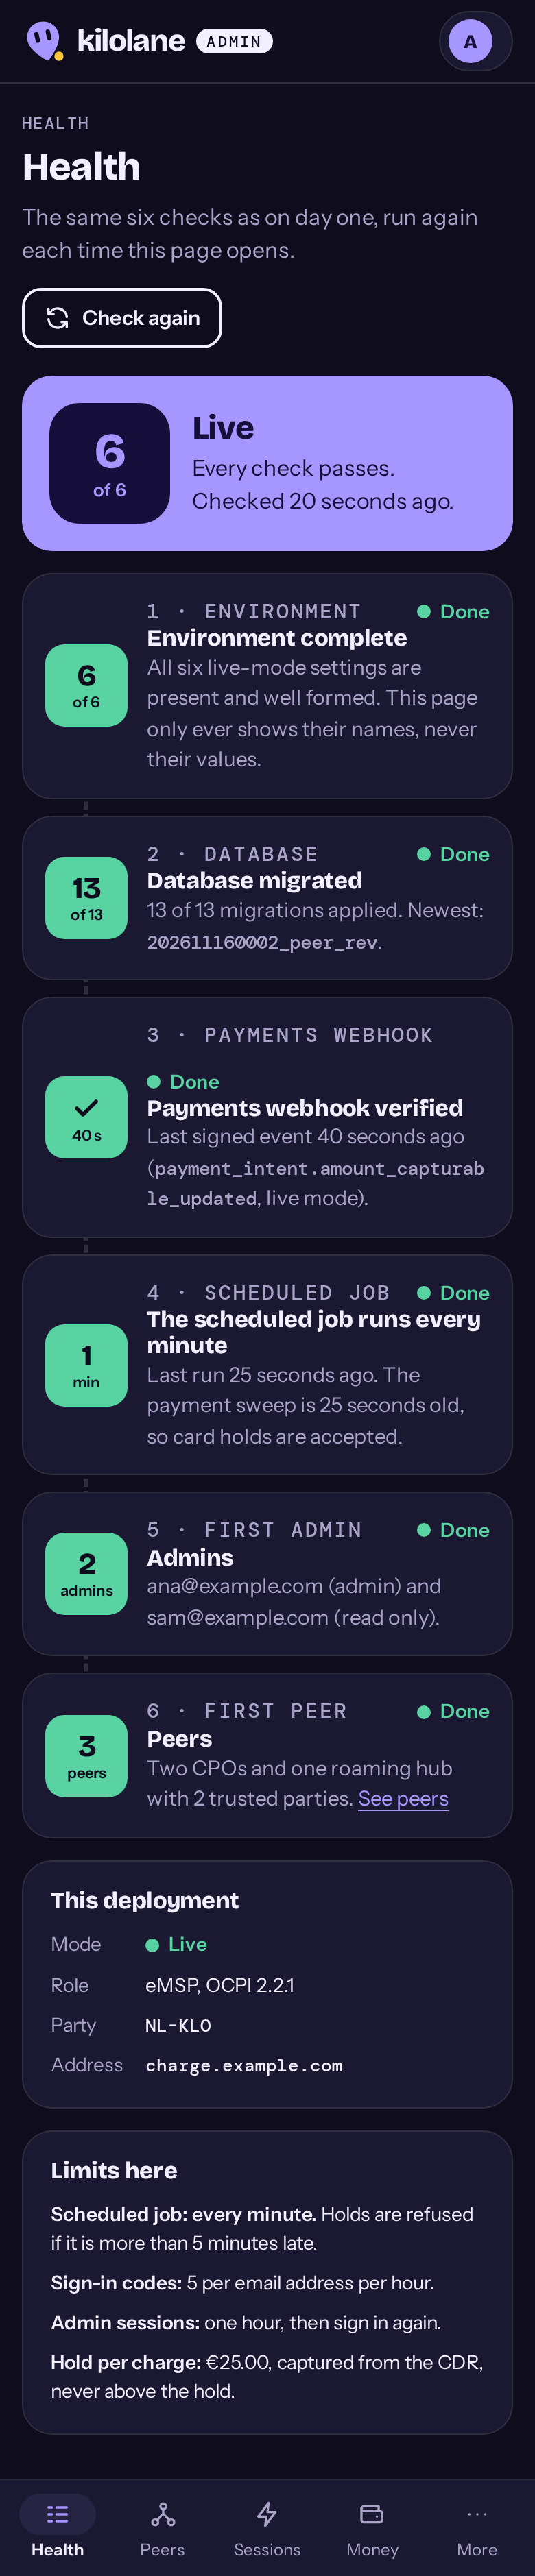 kilolane ADMIN A
HEALTH
Health
The same six checks as on day one, run again
each time this page opens.
Check again
6
of 6
Live
Every check passes.
Checked 20 seconds ago.
1 · ENVIRONMENT Done
6
of 6
Environment complete
All six live-mode settings are
present and well formed. This page
only ever shows their names, never
their values.
2 · DATABASE Done
13
of 13
Database migrated
13 of 13 migrations applied. Newest:
202611160002_peer_rev.
3 · PAYMENTS WEBHOOK
Done
40 s
Payments webhook verified
Last signed event 40 seconds ago
(payment_intent.amount_capturab
le_updated, live mode).
4 · SCHEDULED JOB Done
1
min
The scheduled job runs every
minute
Last run 25 seconds ago. The
payment sweep is 25 seconds old,
so card holds are accepted.
5 · FIRST ADMIN Done
2
admins
Admins
ana@example.com (admin) and
sam@example.com (read only).
6 · FIRST PEER Done
3
peers
Peers
Two CPOs and one roaming hub
with 2 trusted parties. See peers
This deployment
Mode Live
Role eMSP, OCPI 2.2.1
Party NL-KLO
Address charge.example.com
Limits here
Scheduled job: every minute. Holds are refused
if it is more than 5 minutes late.
Sign-in codes: 5 per email address per hour.
Admin sessions: one hour, then sign in again.
Hold per charge: €25.00, captured from the CDR,
never above the hold.
Health Peers Sessions Money More